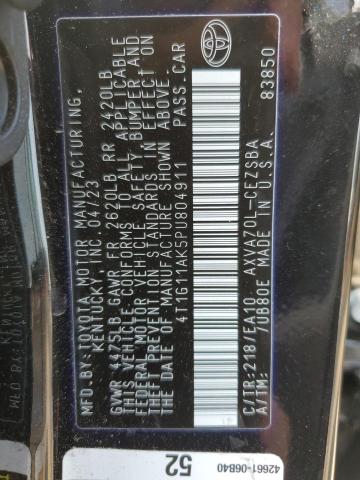 MFD.BY: TOYOTA MOTOR MANUFACTURING,
KENTUCKY, INC. 04/23
GVWR 4475LB GAWR FR 2620LB RR 2420LB
THIS VEHICLE CONFORMS TO ALL APPLICABLE
FEDERAL MOTOR VEHICLE SAFETY, BUMPER, AND
THEFT PREVENTION STANDARDS IN EFFECT ON
THE DATE OF MANUFACTURE SHOWN ABOVE.
4T1G11AK5PU804911 PASS.CAR
C/TR:218/EA10 AXVA70L-CEZSBA
A/TM: /UB80E MADE IN U.S.A. 83850
52
42661-06B40